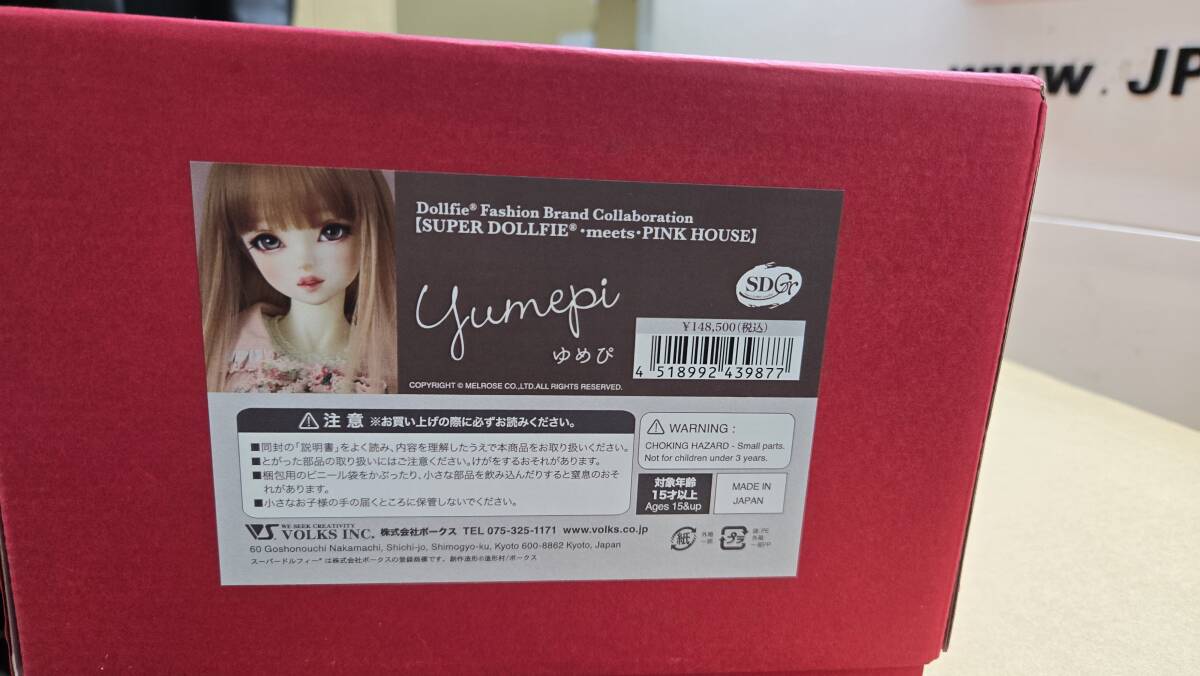 www.JP
Dollfie® Fashion Brand Collaboration
【SUPER DOLLFIE®・meets・PINK HOUSE】
yumepi
ゆめぴ
SDGr
¥148,500(税込)
4 518992 439877
COPYRIGHT © MELROSE CO.,LTD.ALL RIGHTS RESERVED.
⚠注意 ※お買い上げの際に必ずお読みください。
■同封の「説明書」をよく読み、内容を理解したうえで本商品をお取り扱いください。
■とがった部品の取り扱いにはご注意ください。けがをするおそれがあります。
■梱包用のビニール袋をかぶったり、小さな部品を飲み込んだりすると窒息のおそ
れがあります。
■小さなお子様の手の届くところに保管しないでください。
⚠ WARNING :
CHOKING HAZARD - Small parts.
Not for children under 3 years.
対象年齢
15才以上
Ages 15&up
MADE IN
JAPAN
WE SEEK CREATIVITY
VS VOLKS INC. 株式会社ボークス TEL 075-325-1171 www.volks.co.jp
60 Goshonouchi Nakamachi, Shichi-jo, Shimogyo-ku, Kyoto 600-8862 Kyoto, Japan
スーパードルフィー®は株式会社ボークスの登録商標です。創作造形©造形村/ボークス
紙
プラ